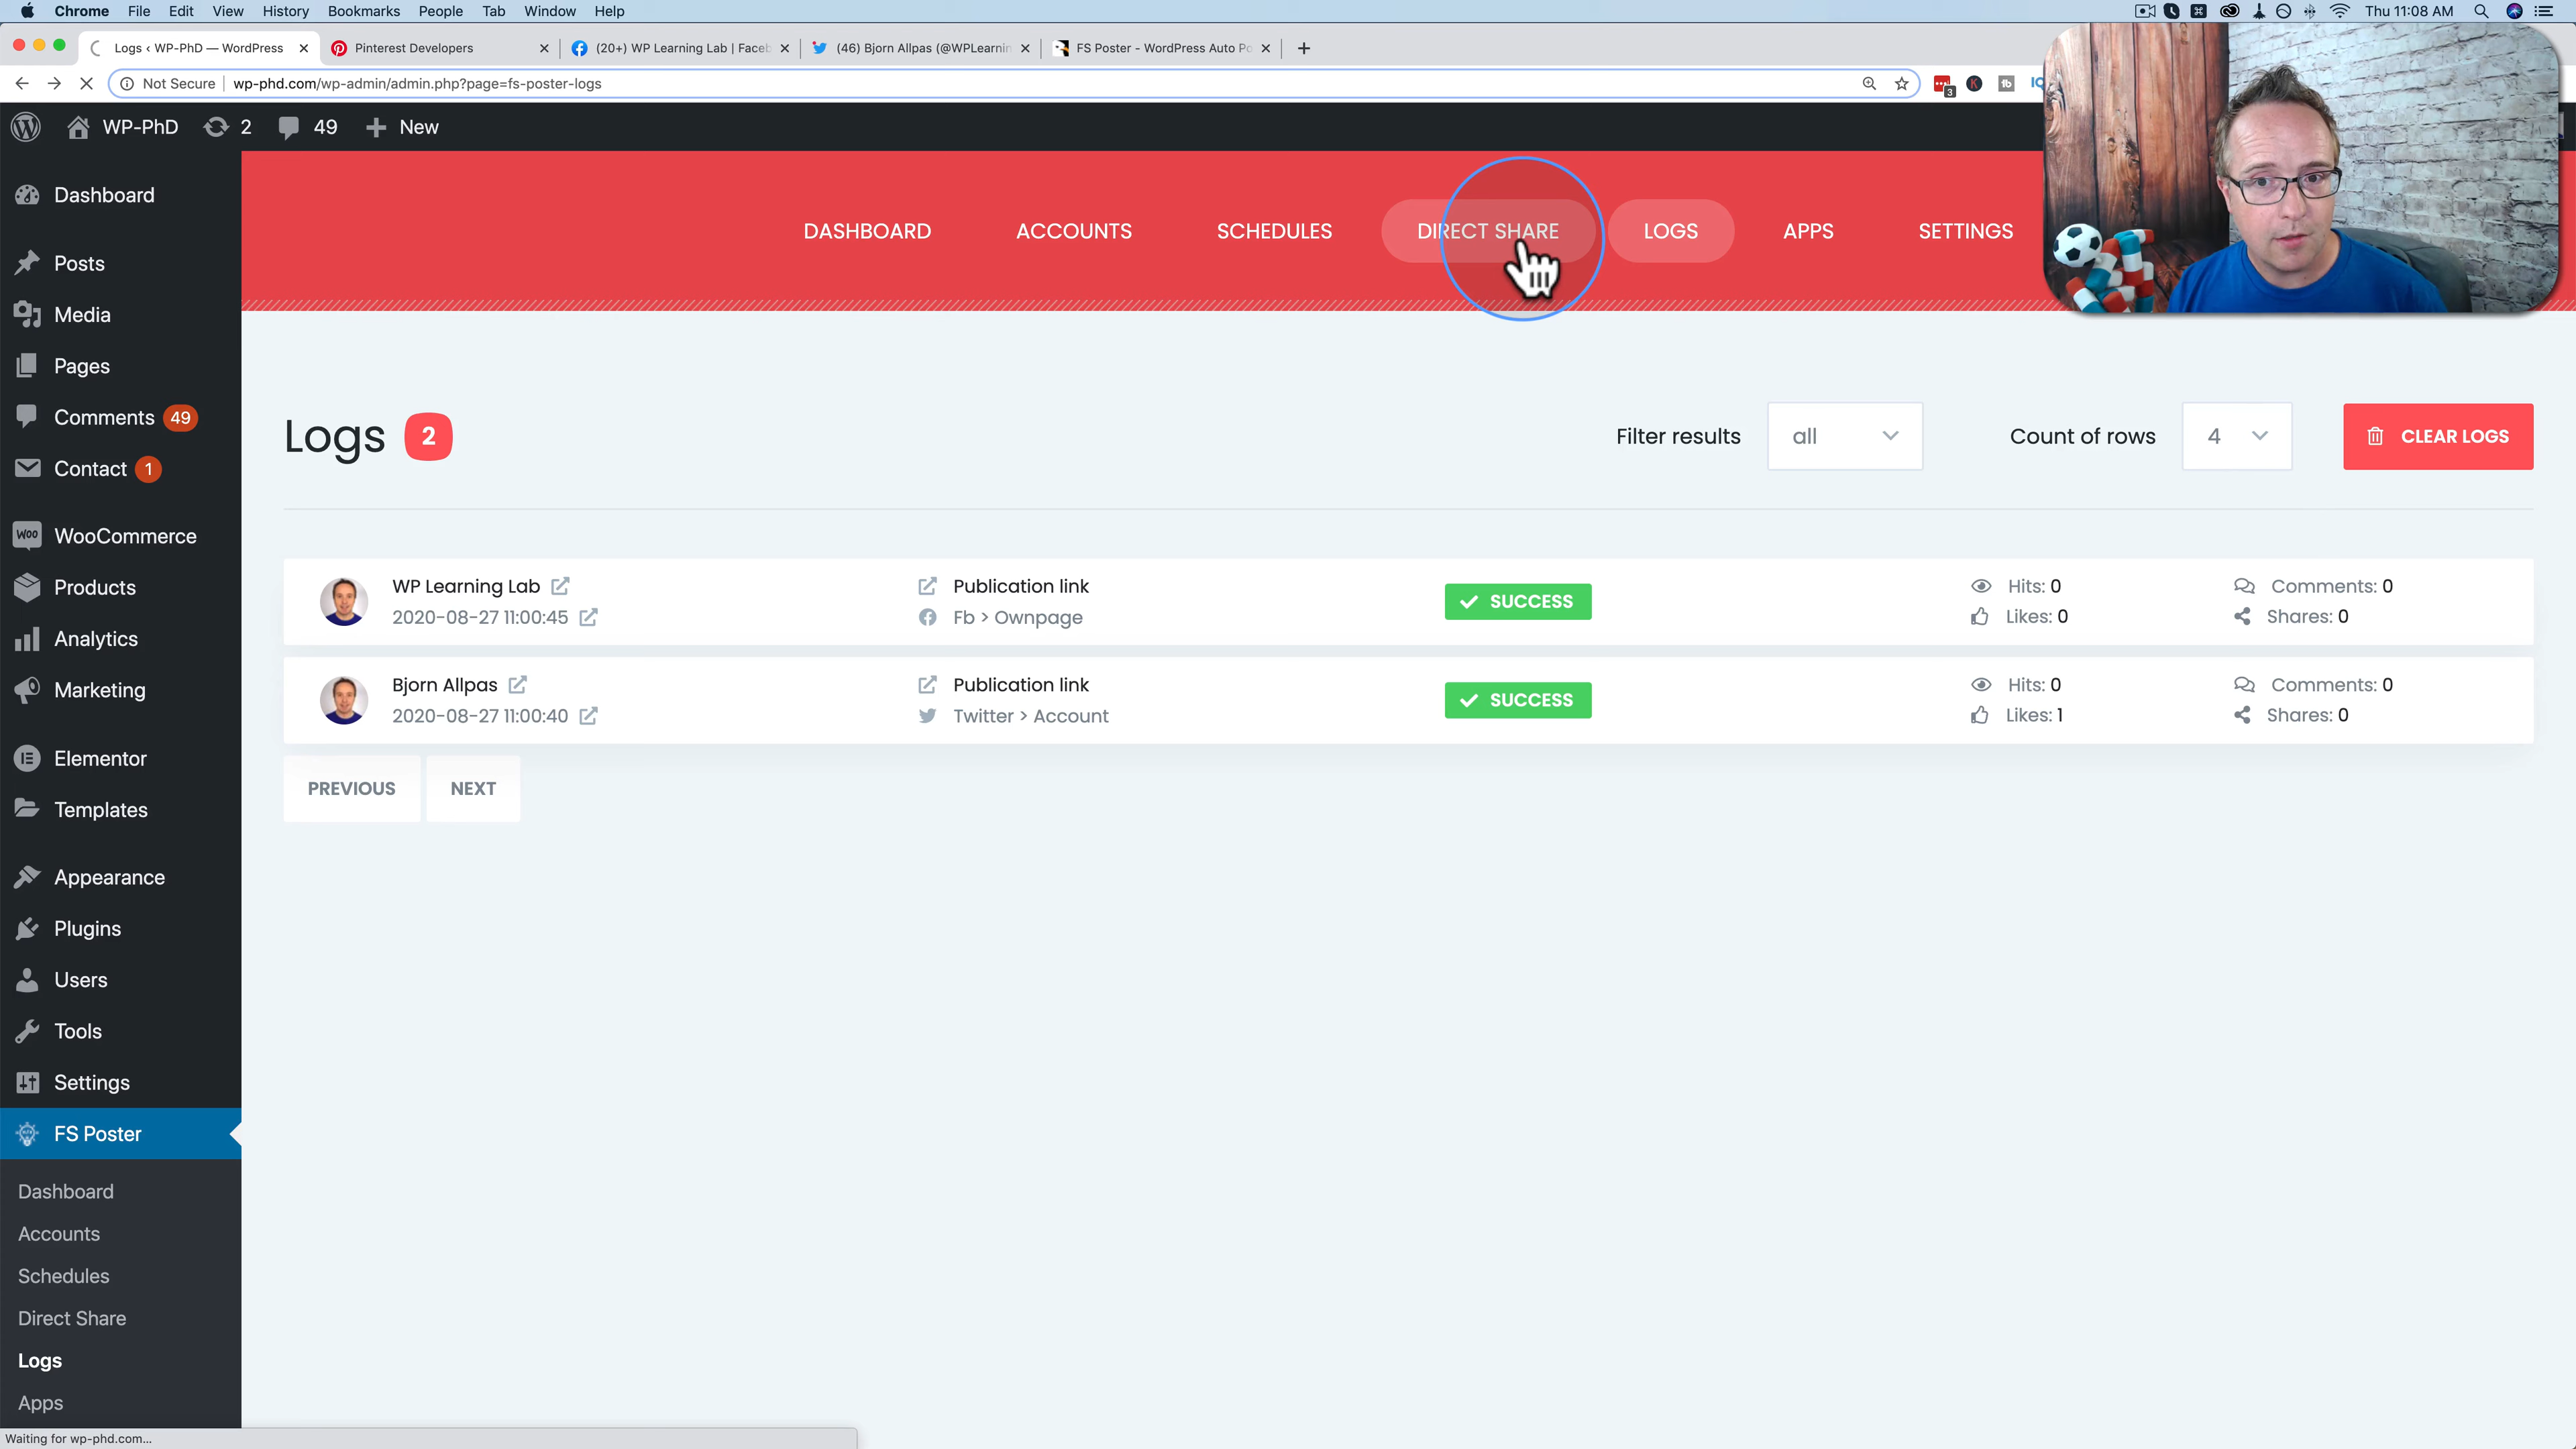 Chrome File Edit View History Bookmarks People Tab Window Help Thu 11:08 AM
Logs ‹ WP-PhD — WordPress
Pinterest Developers
(20+) WP Learning Lab | Faceb
(46) Bjorn Allpas (@WPLearnin
FS Poster - WordPress Auto Po
Not Secure wp-phd.com/wp-admin/admin.php?page=fs-poster-logs
3
WP-PhD 2 49 New
Dashboard
Posts
Media
Pages
Comments 49
Contact 1
WooCommerce
Products
Analytics
Marketing
Elementor
Templates
Appearance
Plugins
Users
Tools
Settings
FS Poster
Dashboard
Accounts
Schedules
Direct Share
Logs
Apps
DASHBOARD ACCOUNTS SCHEDULES DIRECT SHARE LOGS APPS SETTINGS
Logs 2
Filter results all Count of rows 4 CLEAR LOGS
WP Learning Lab Publication link SUCCESS Hits: 0 Comments: 0
2020-08-27 11:00:45 Fb > Ownpage Likes: 0 Shares: 0
Bjorn Allpas Publication link SUCCESS Hits: 0 Comments: 0
2020-08-27 11:00:40 Twitter > Account Likes: 1 Shares: 0
PREVIOUS NEXT
Waiting for wp-phd.com...